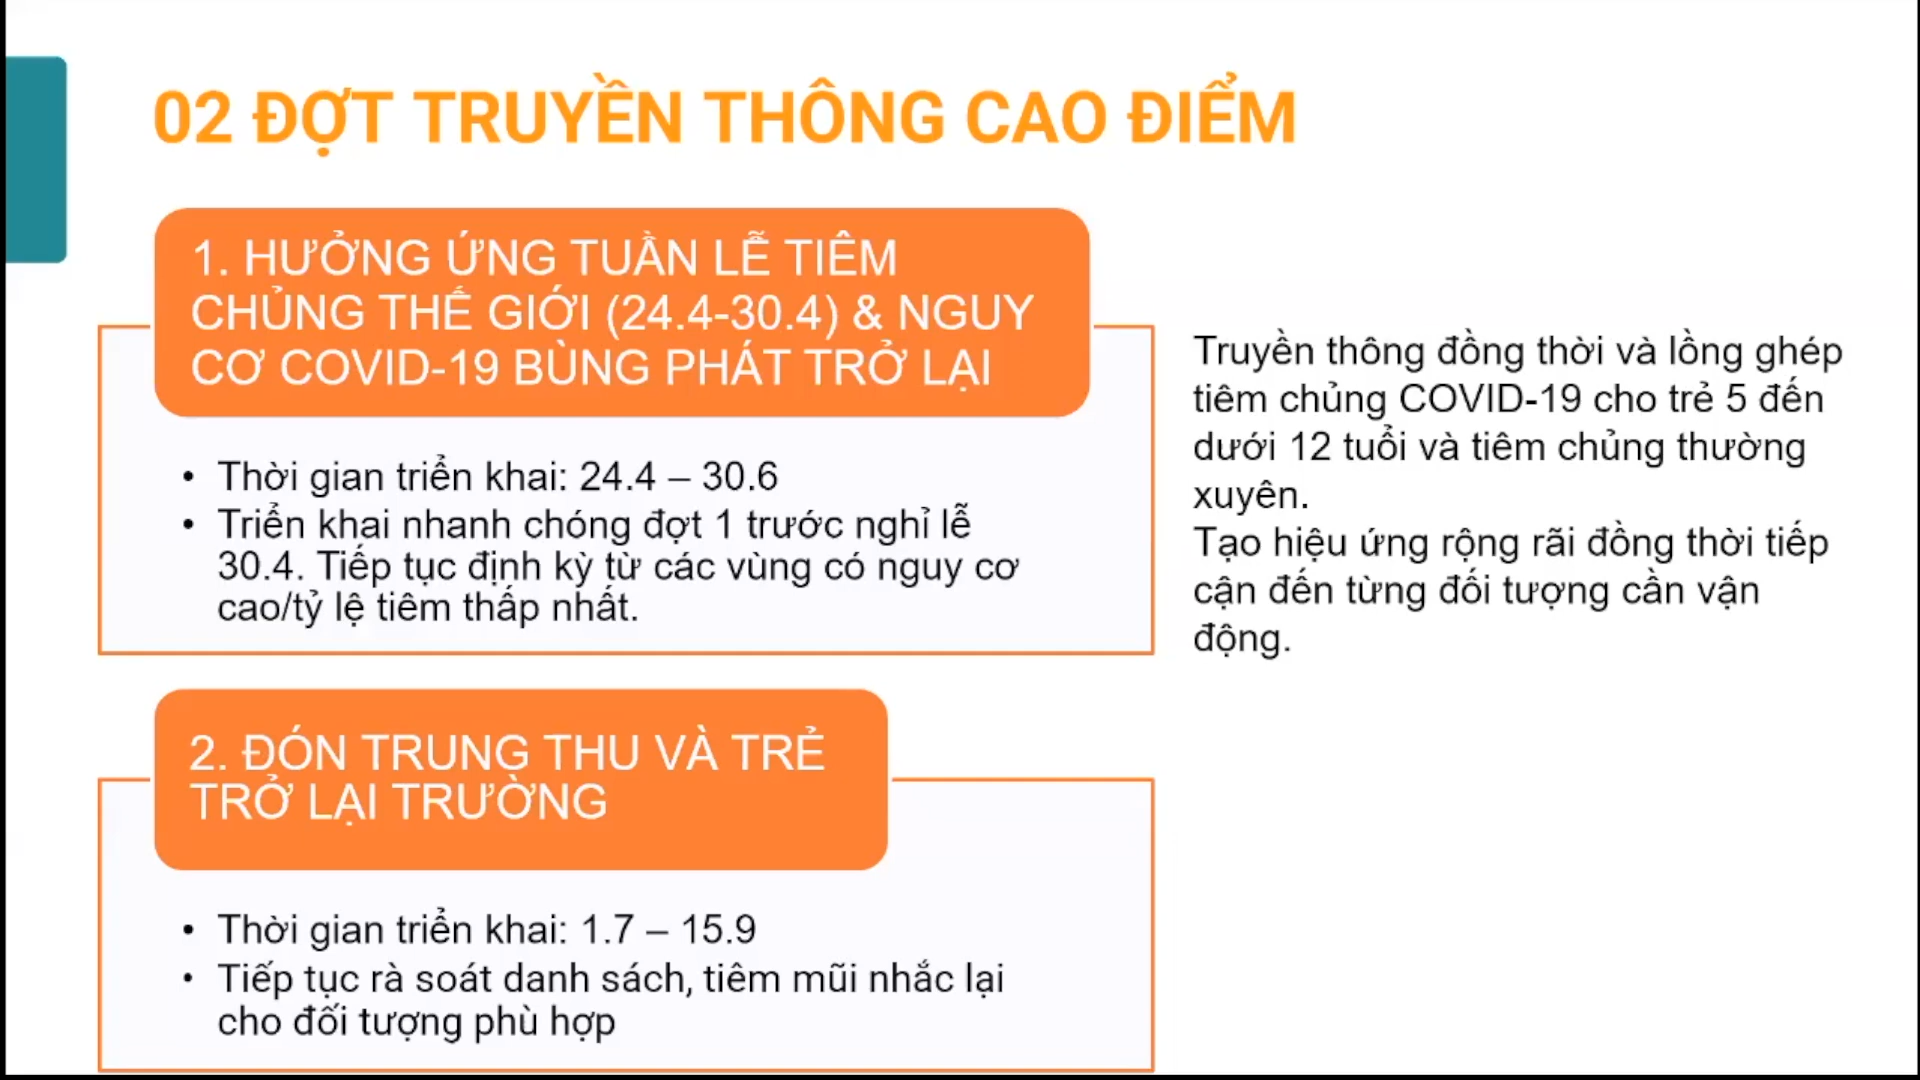 02 ĐỢT TRUYỀN THÔNG CAO ĐIỂM
1. HƯỞNG ỨNG TUẦN LỄ TIÊM
CHỦNG THẾ GIỚI (24.4-30.4) & NGUY
CƠ COVID-19 BÙNG PHÁT TRỞ LẠI
• Thời gian triển khai: 24.4 – 30.6
• Triển khai nhanh chóng đợt 1 trước nghỉ lễ
30.4. Tiếp tục định kỳ từ các vùng có nguy cơ
cao/tỷ lệ tiêm thấp nhất.
Truyền thông đồng thời và lồng ghép
tiêm chủng COVID-19 cho trẻ 5 đến
dưới 12 tuổi và tiêm chủng thường
xuyên.
Tạo hiệu ứng rộng rãi đồng thời tiếp
cận đến từng đối tượng cần vận
động.
2. ĐÓN TRUNG THU VÀ TRẺ
TRỞ LẠI TRƯỜNG
• Thời gian triển khai: 1.7 – 15.9
• Tiếp tục rà soát danh sách, tiêm mũi nhắc lại
cho đối tượng phù hợp